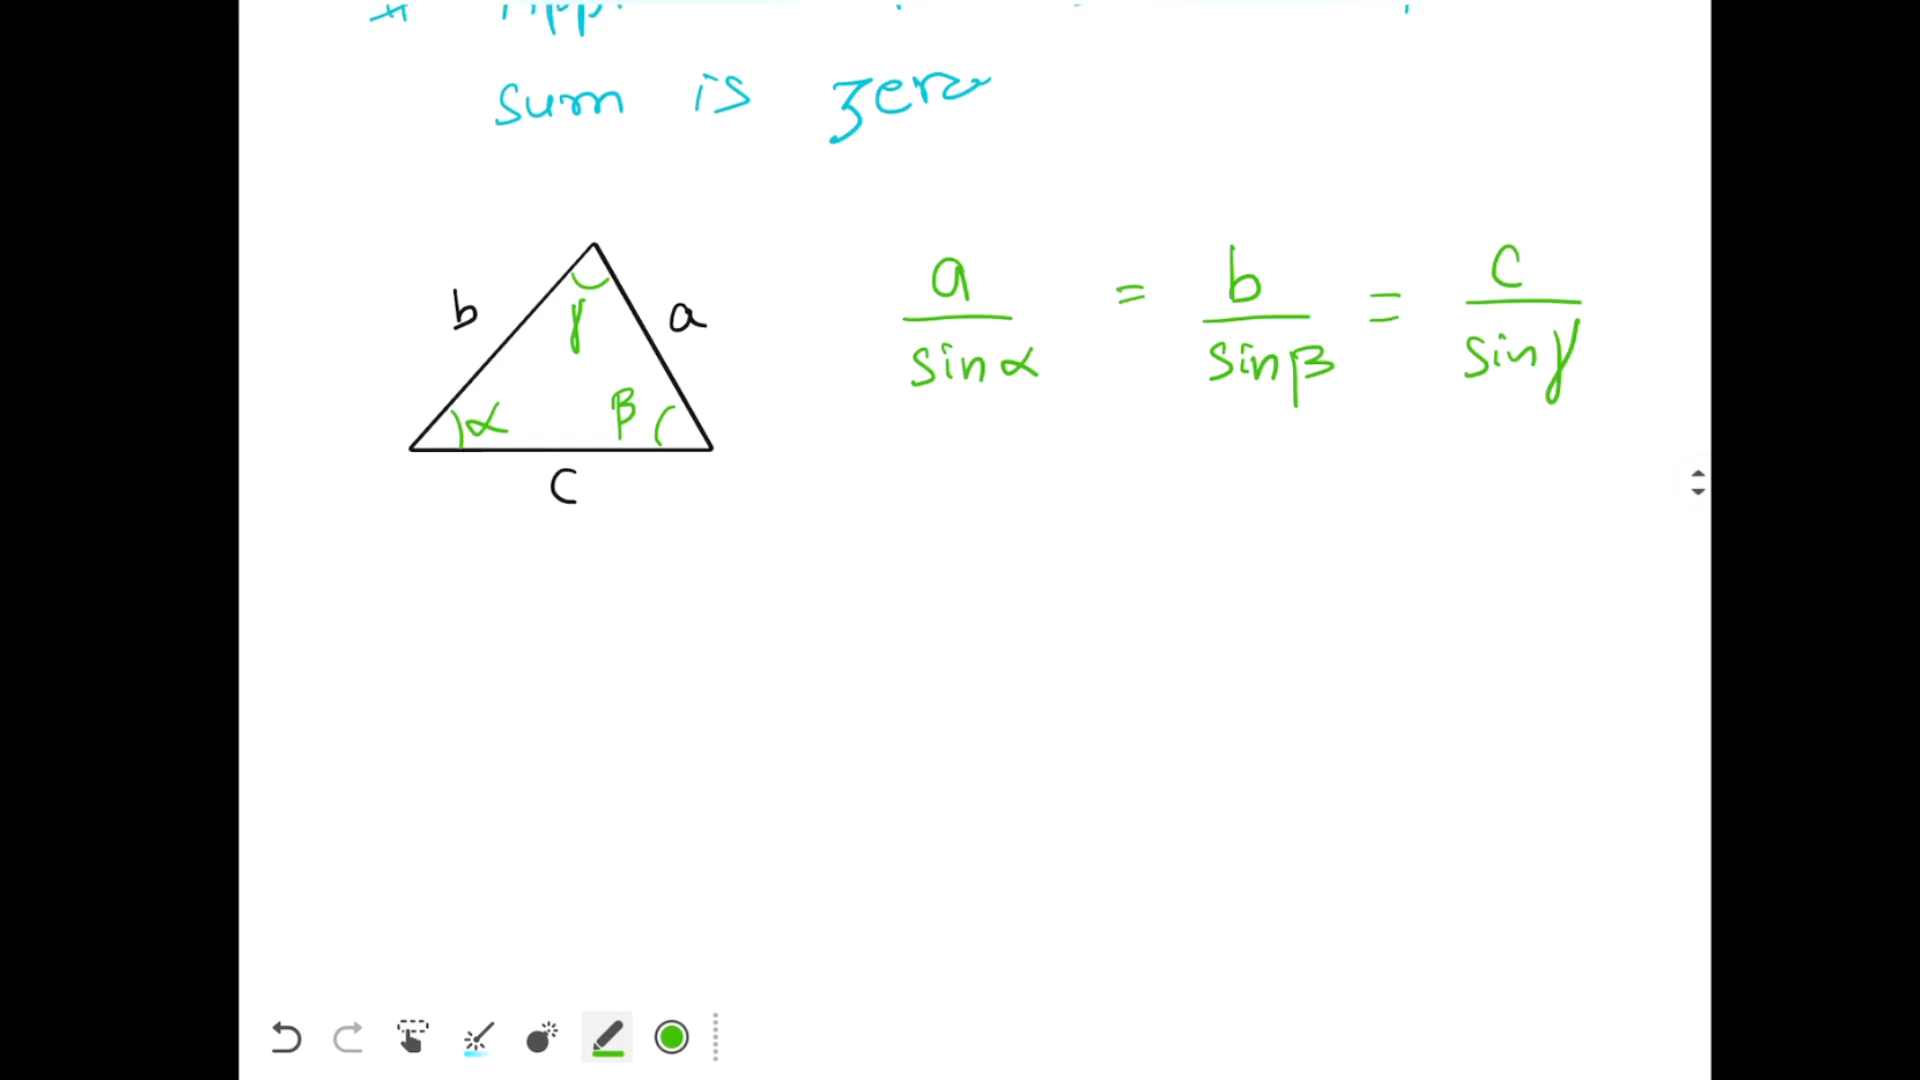 sum is zero
b γ a
α β
c
a/sinα = b/sinβ = c/sinγ